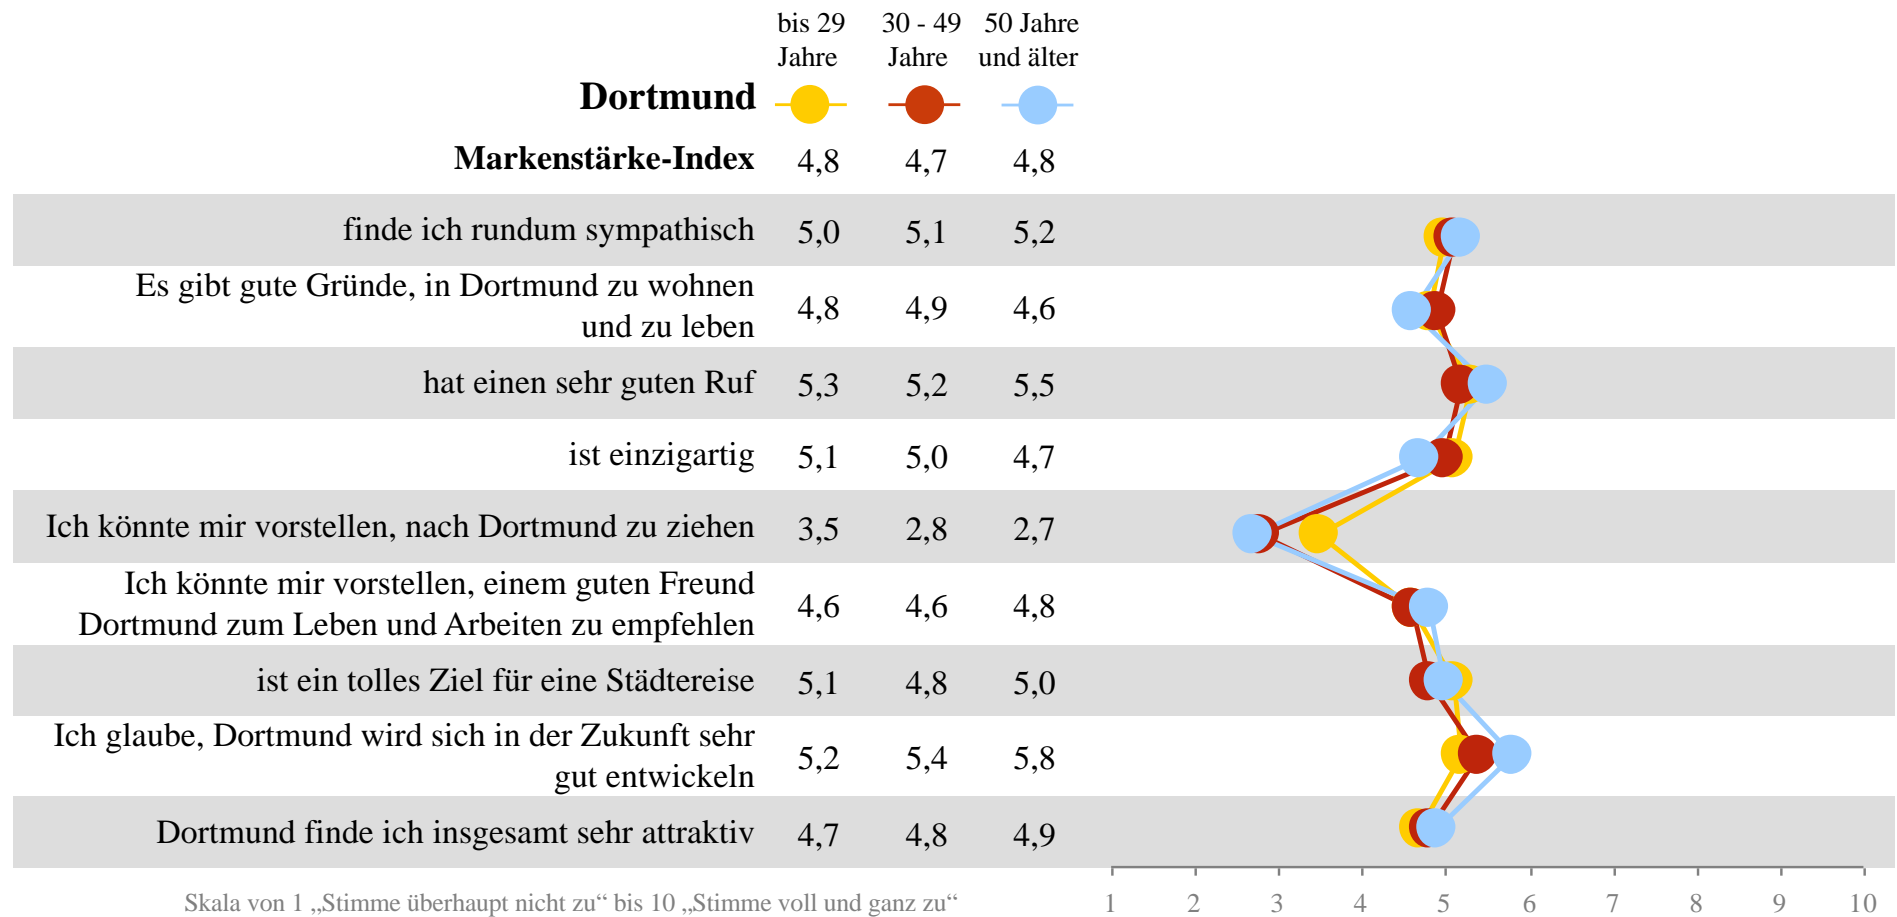 bis 29 30 - 49 50 Jahre
Jahre Jahre und älter
Dortmund
Markenstärke-Index 4,8 4,7 4,8
finde ich rundum sympathisch 5,0 5,1 5,2
Es gibt gute Gründe, in Dortmund zu wohnen
und zu leben 4,8 4,9 4,6
hat einen sehr guten Ruf 5,3 5,2 5,5
ist einzigartig 5,1 5,0 4,7
Ich könnte mir vorstellen, nach Dortmund zu ziehen 3,5 2,8 2,7
Ich könnte mir vorstellen, einem guten Freund
Dortmund zum Leben und Arbeiten zu empfehlen 4,6 4,6 4,8
ist ein tolles Ziel für eine Städtereise 5,1 4,8 5,0
Ich glaube, Dortmund wird sich in der Zukunft sehr
gut entwickeln 5,2 5,4 5,8
Dortmund finde ich insgesamt sehr attraktiv 4,7 4,8 4,9
Skala von 1 „Stimme überhaupt nicht zu“ bis 10 „Stimme voll und ganz zu“ 1 2 3 4 5 6 7 8 9 10